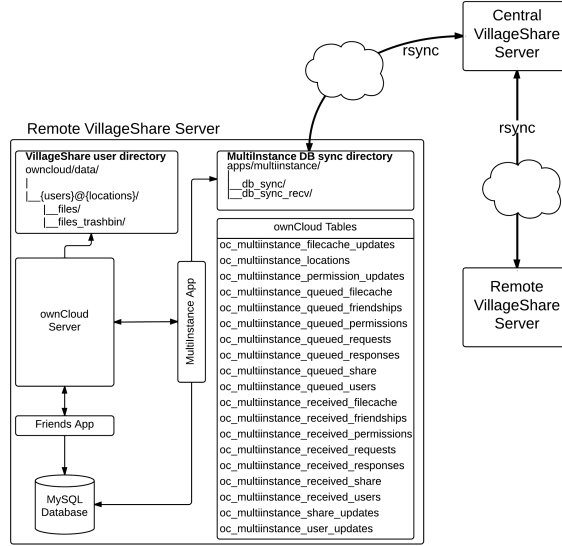 Central
VillageShare
Server
rsync
rsync
Remote
VillageShare
Server
Remote VillageShare Server
VillageShare user directory
owncloud/data/
|
|__{users}@{locations}/
|__files/
|__files_trashbin/
MultiInstance DB sync directory
apps/multiinstance/
|
|__db_sync/
|__db_sync_recv/
ownCloud
Server
MultiInstance App
Friends App
MySQL
Database
ownCloud Tables
oc_multiinstance_filecache_updates
oc_multiinstance_locations
oc_multiinstance_permission_updates
oc_multiinstance_queued_filecache
oc_multiinstance_queued_friendships
oc_multiinstance_queued_permissions
oc_multiinstance_queued_requests
oc_multiinstance_queued_responses
oc_multiinstance_queued_share
oc_multiinstance_queued_users
oc_multiinstance_received_filecache
oc_multiinstance_received_friendships
oc_multiinstance_received_permissions
oc_multiinstance_received_requests
oc_multiinstance_received_responses
oc_multiinstance_received_share
oc_multiinstance_received_users
oc_multiinstance_share_updates
oc_multiinstance_user_updates